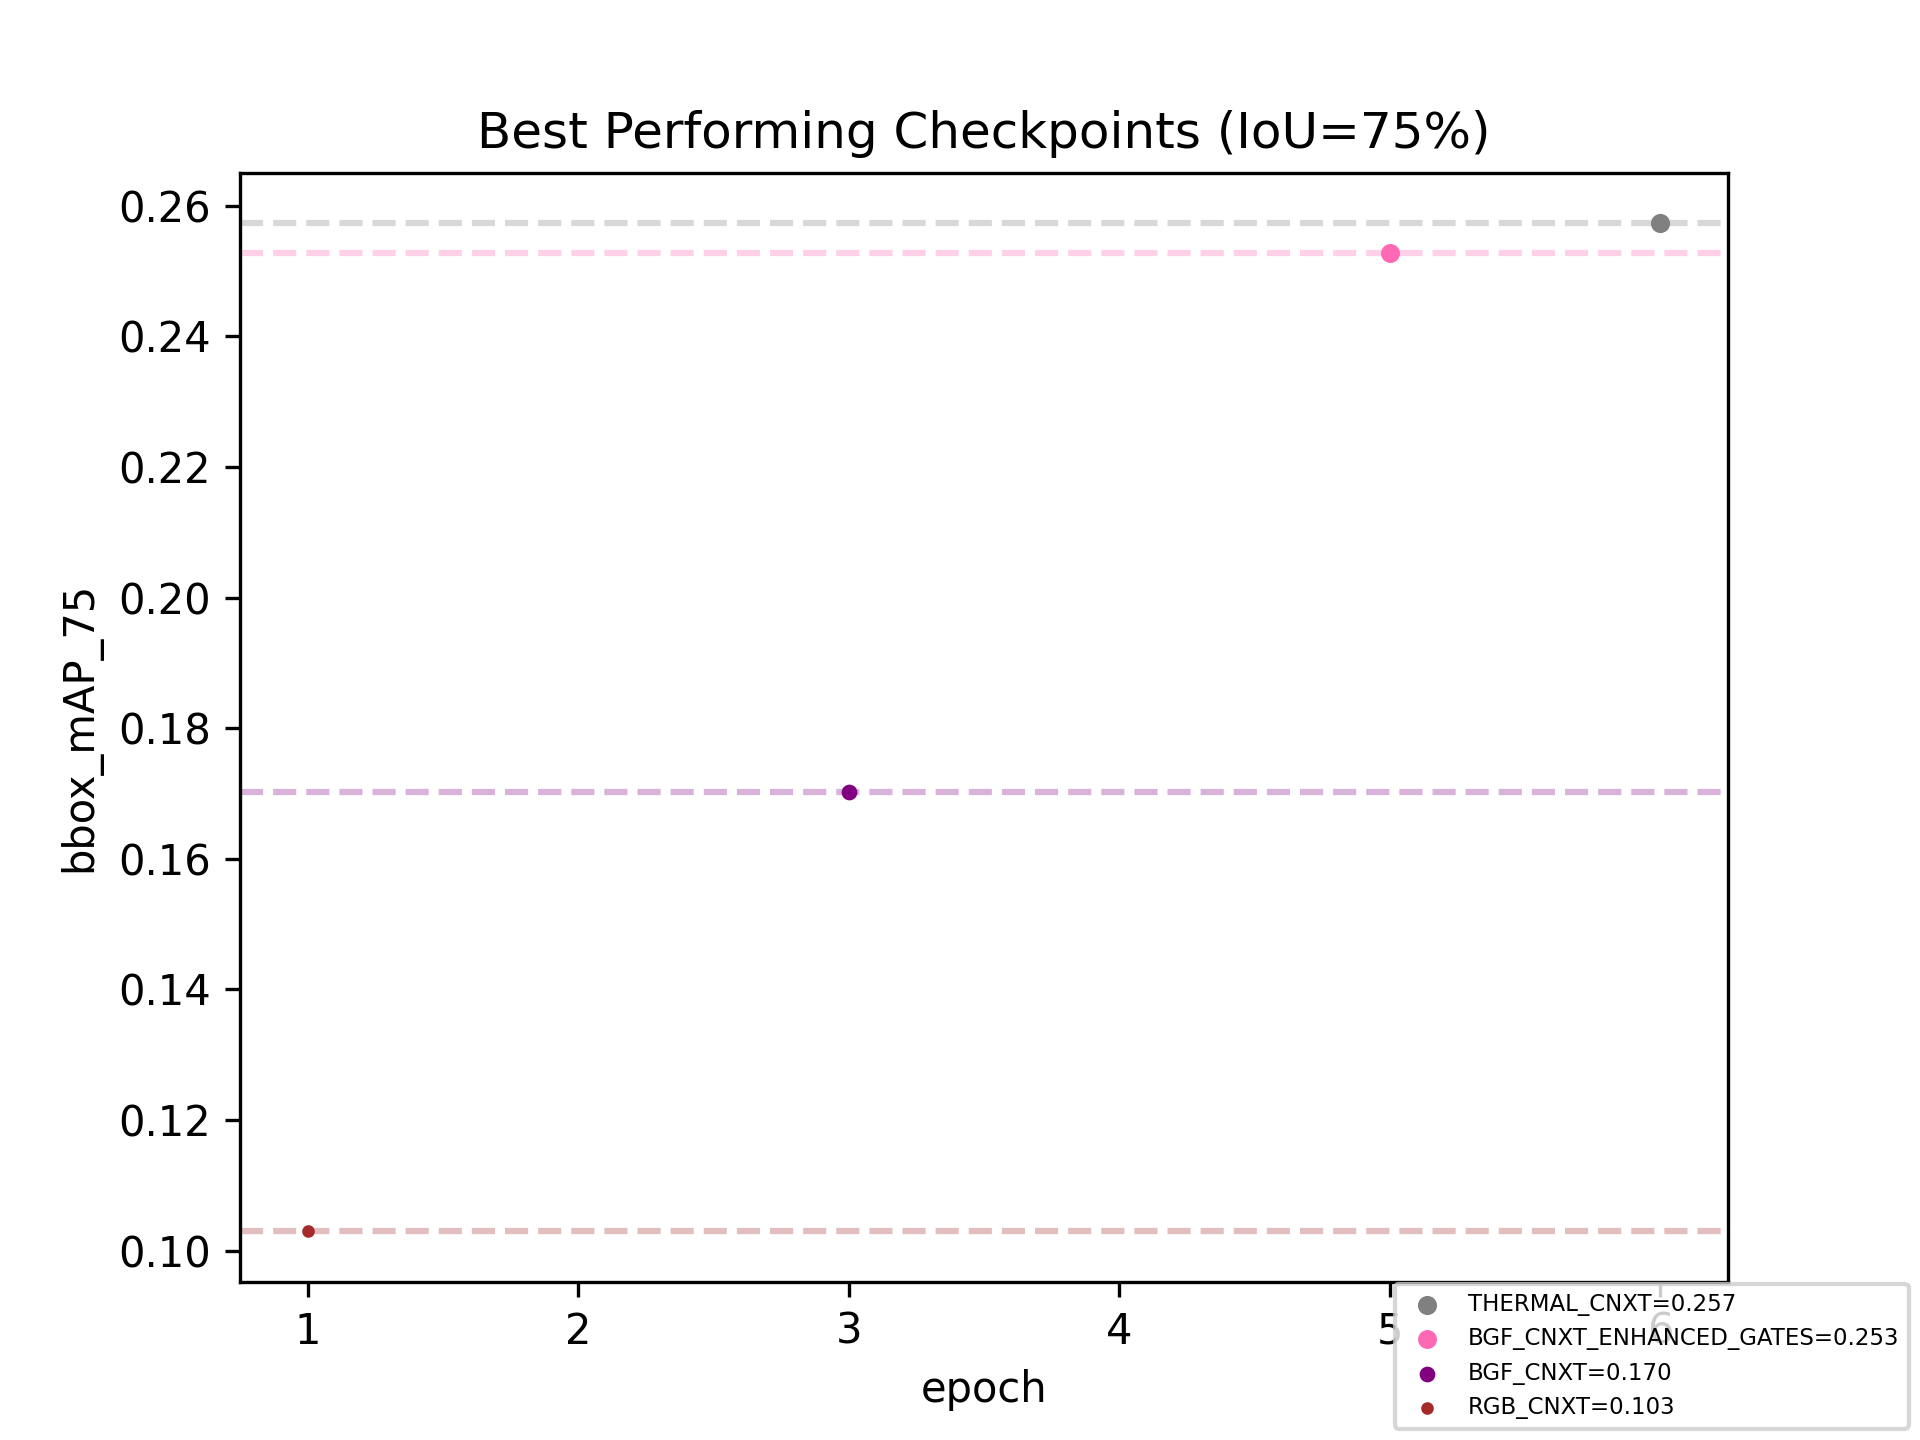 Best Performing Checkpoints (IoU=75%)
0.26
0.24
0.22
0.20
0.18
0.16
0.14
0.12
0.10
bbox_mAP_75
1 2 3 4 5 6
epoch
THERMAL_CNXT=0.257
BGF_CNXT_ENHANCED_GATES=0.253
BGF_CNXT=0.170
RGB_CNXT=0.103